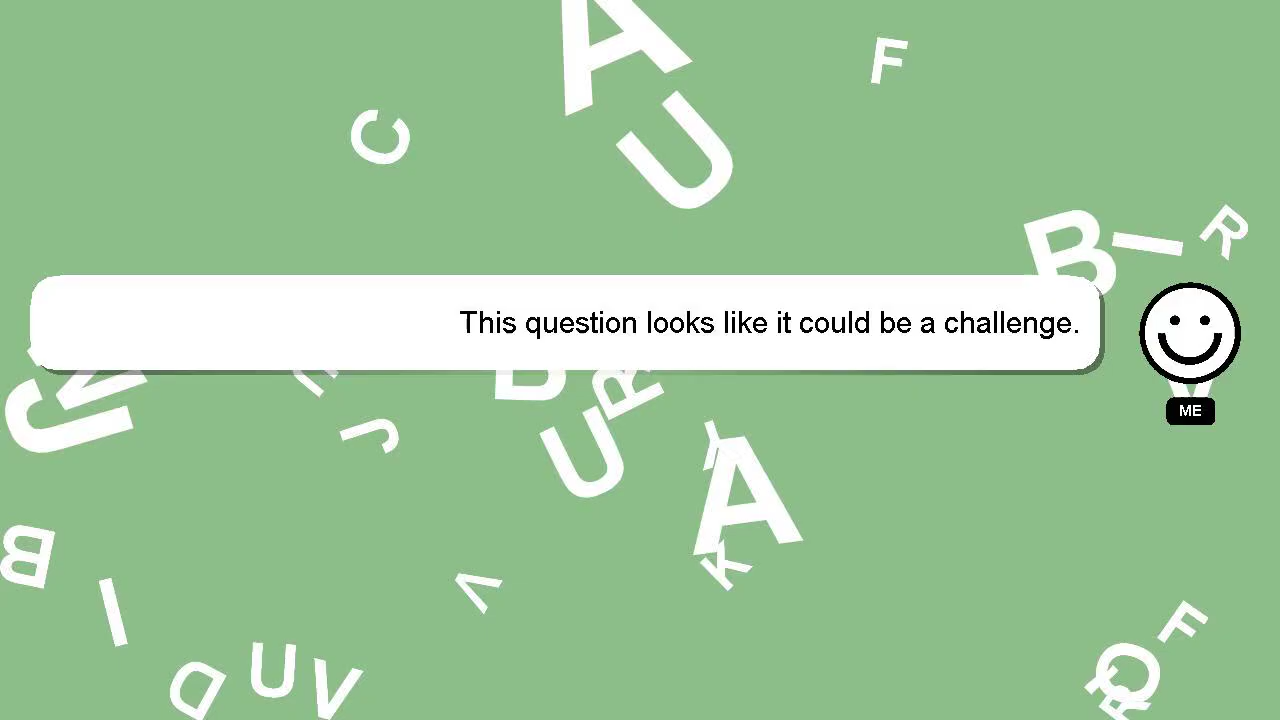 A
F
C
U
B
I
R
This question looks like it could be a challenge.
ME
J
B
R
J
U
A
K
B
I
V
F
D
U
V
Q
R